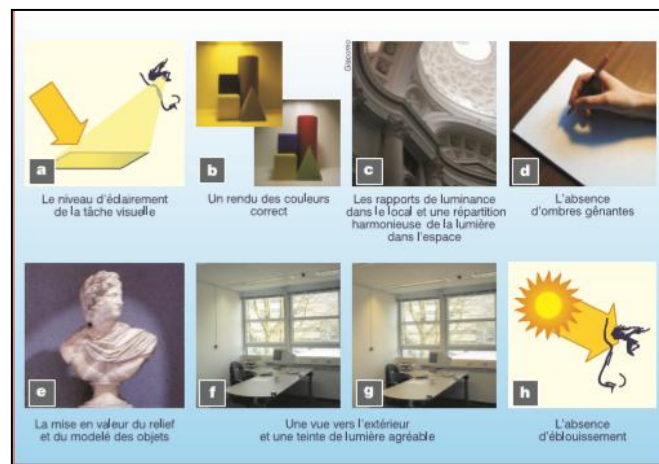 Giacomo
a
b
c
d
Le niveau d'éclairement
de la tâche visuelle
Un rendu des couleurs
correct
Les rapports de luminance
dans le local et une répartition
harmonieuse de la lumière
dans l'espace
L'absence
d'ombres gênantes
e
f
g
h
La mise en valeur du relief
et du modelé des objets
Une vue vers l'extérieur
et une teinte de lumière agréable
L'absence
d'éblouissement